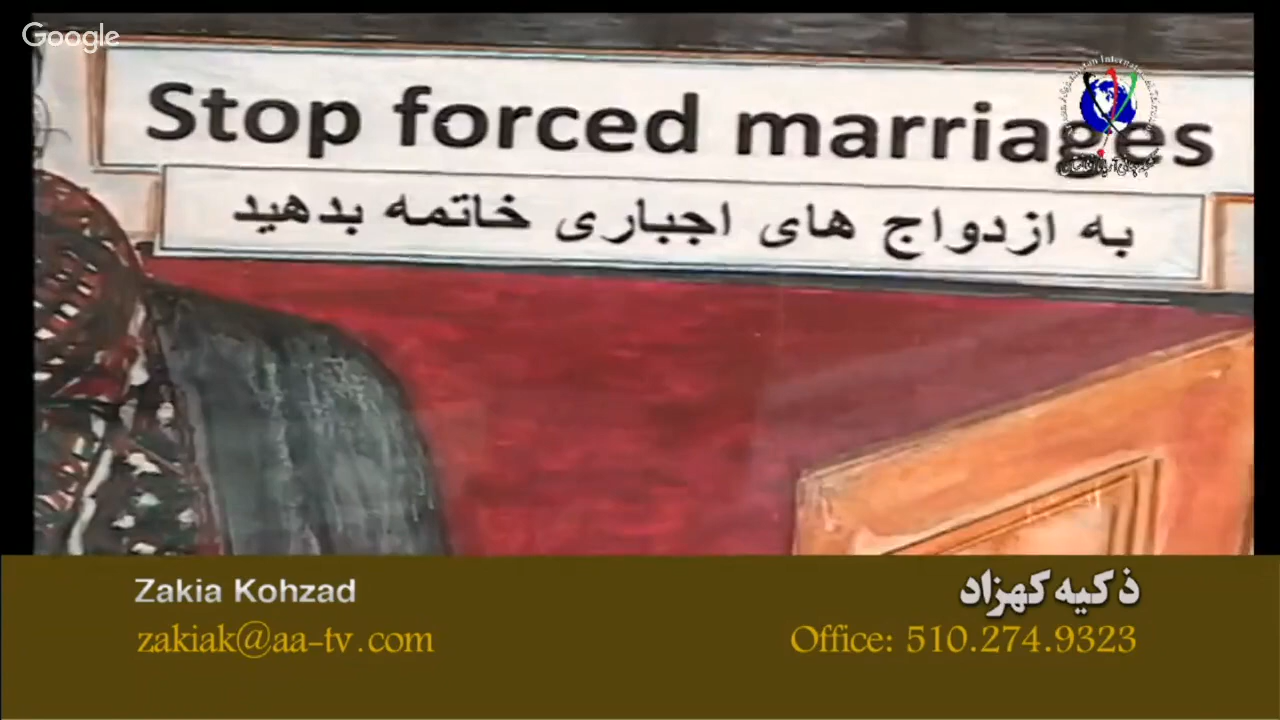 Google
Stop forced marriages
به ازدواج های اجباری خاتمه بدهید
Zakia Kohzad
ذکیه کهزاد
zakiak@aa-tv.com
Office: 510.274.9323